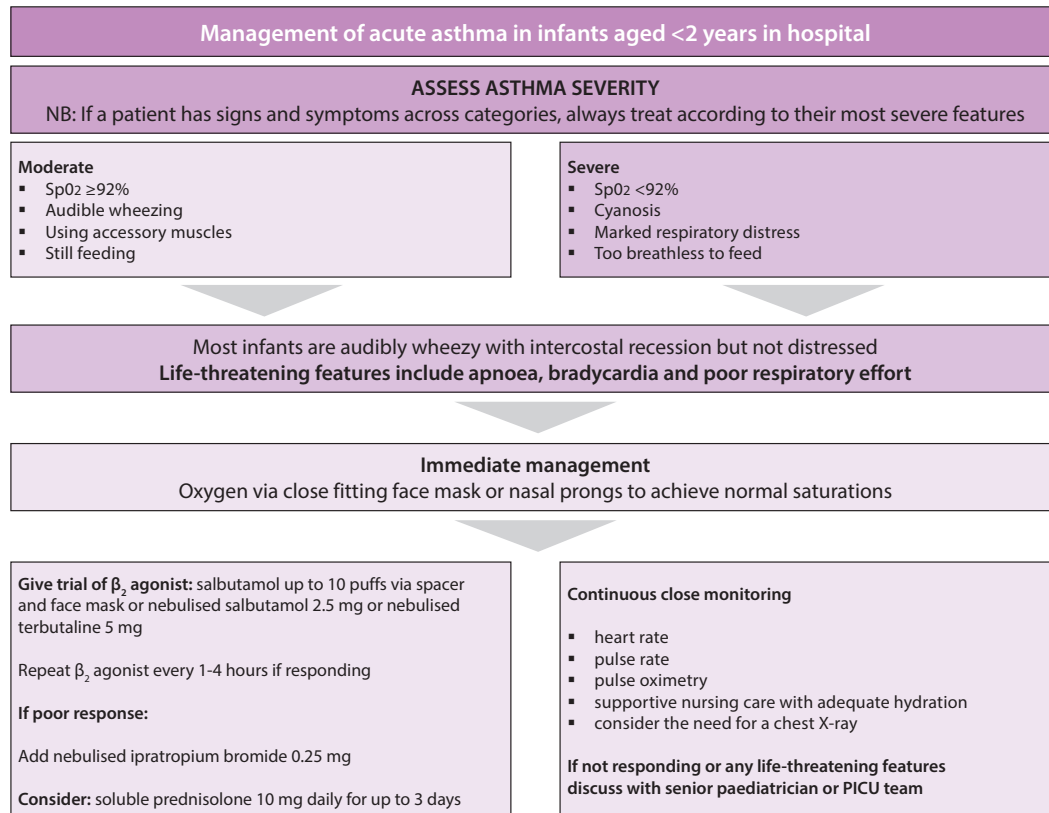 Management of acute asthma in infants aged <2 years in hospital
ASSESS ASTHMA SEVERITY
NB: If a patient has signs and symptoms across categories, always treat according to their most severe features
Moderate
▪ Sp02 ≥92%
▪ Audible wheezing
▪ Using accessory muscles
▪ Still feeding
Severe
▪ Sp02 <92%
▪ Cyanosis
▪ Marked respiratory distress
▪ Too breathless to feed
Most infants are audibly wheezy with intercostal recession but not distressed
Life-threatening features include apnoea, bradycardia and poor respiratory effort
Immediate management
Oxygen via close fitting face mask or nasal prongs to achieve normal saturations
Give trial of β₂ agonist: salbutamol up to 10 puffs via spacer
and face mask or nebulised salbutamol 2.5 mg or nebulised
terbutaline 5 mg
Repeat β₂ agonist every 1-4 hours if responding
If poor response:
Add nebulised ipratropium bromide 0.25 mg
Consider: soluble prednisolone 10 mg daily for up to 3 days
Continuous close monitoring
▪ heart rate
▪ pulse rate
▪ pulse oximetry
▪ supportive nursing care with adequate hydration
▪ consider the need for a chest X-ray
If not responding or any life-threatening features
discuss with senior paediatrician or PICU team